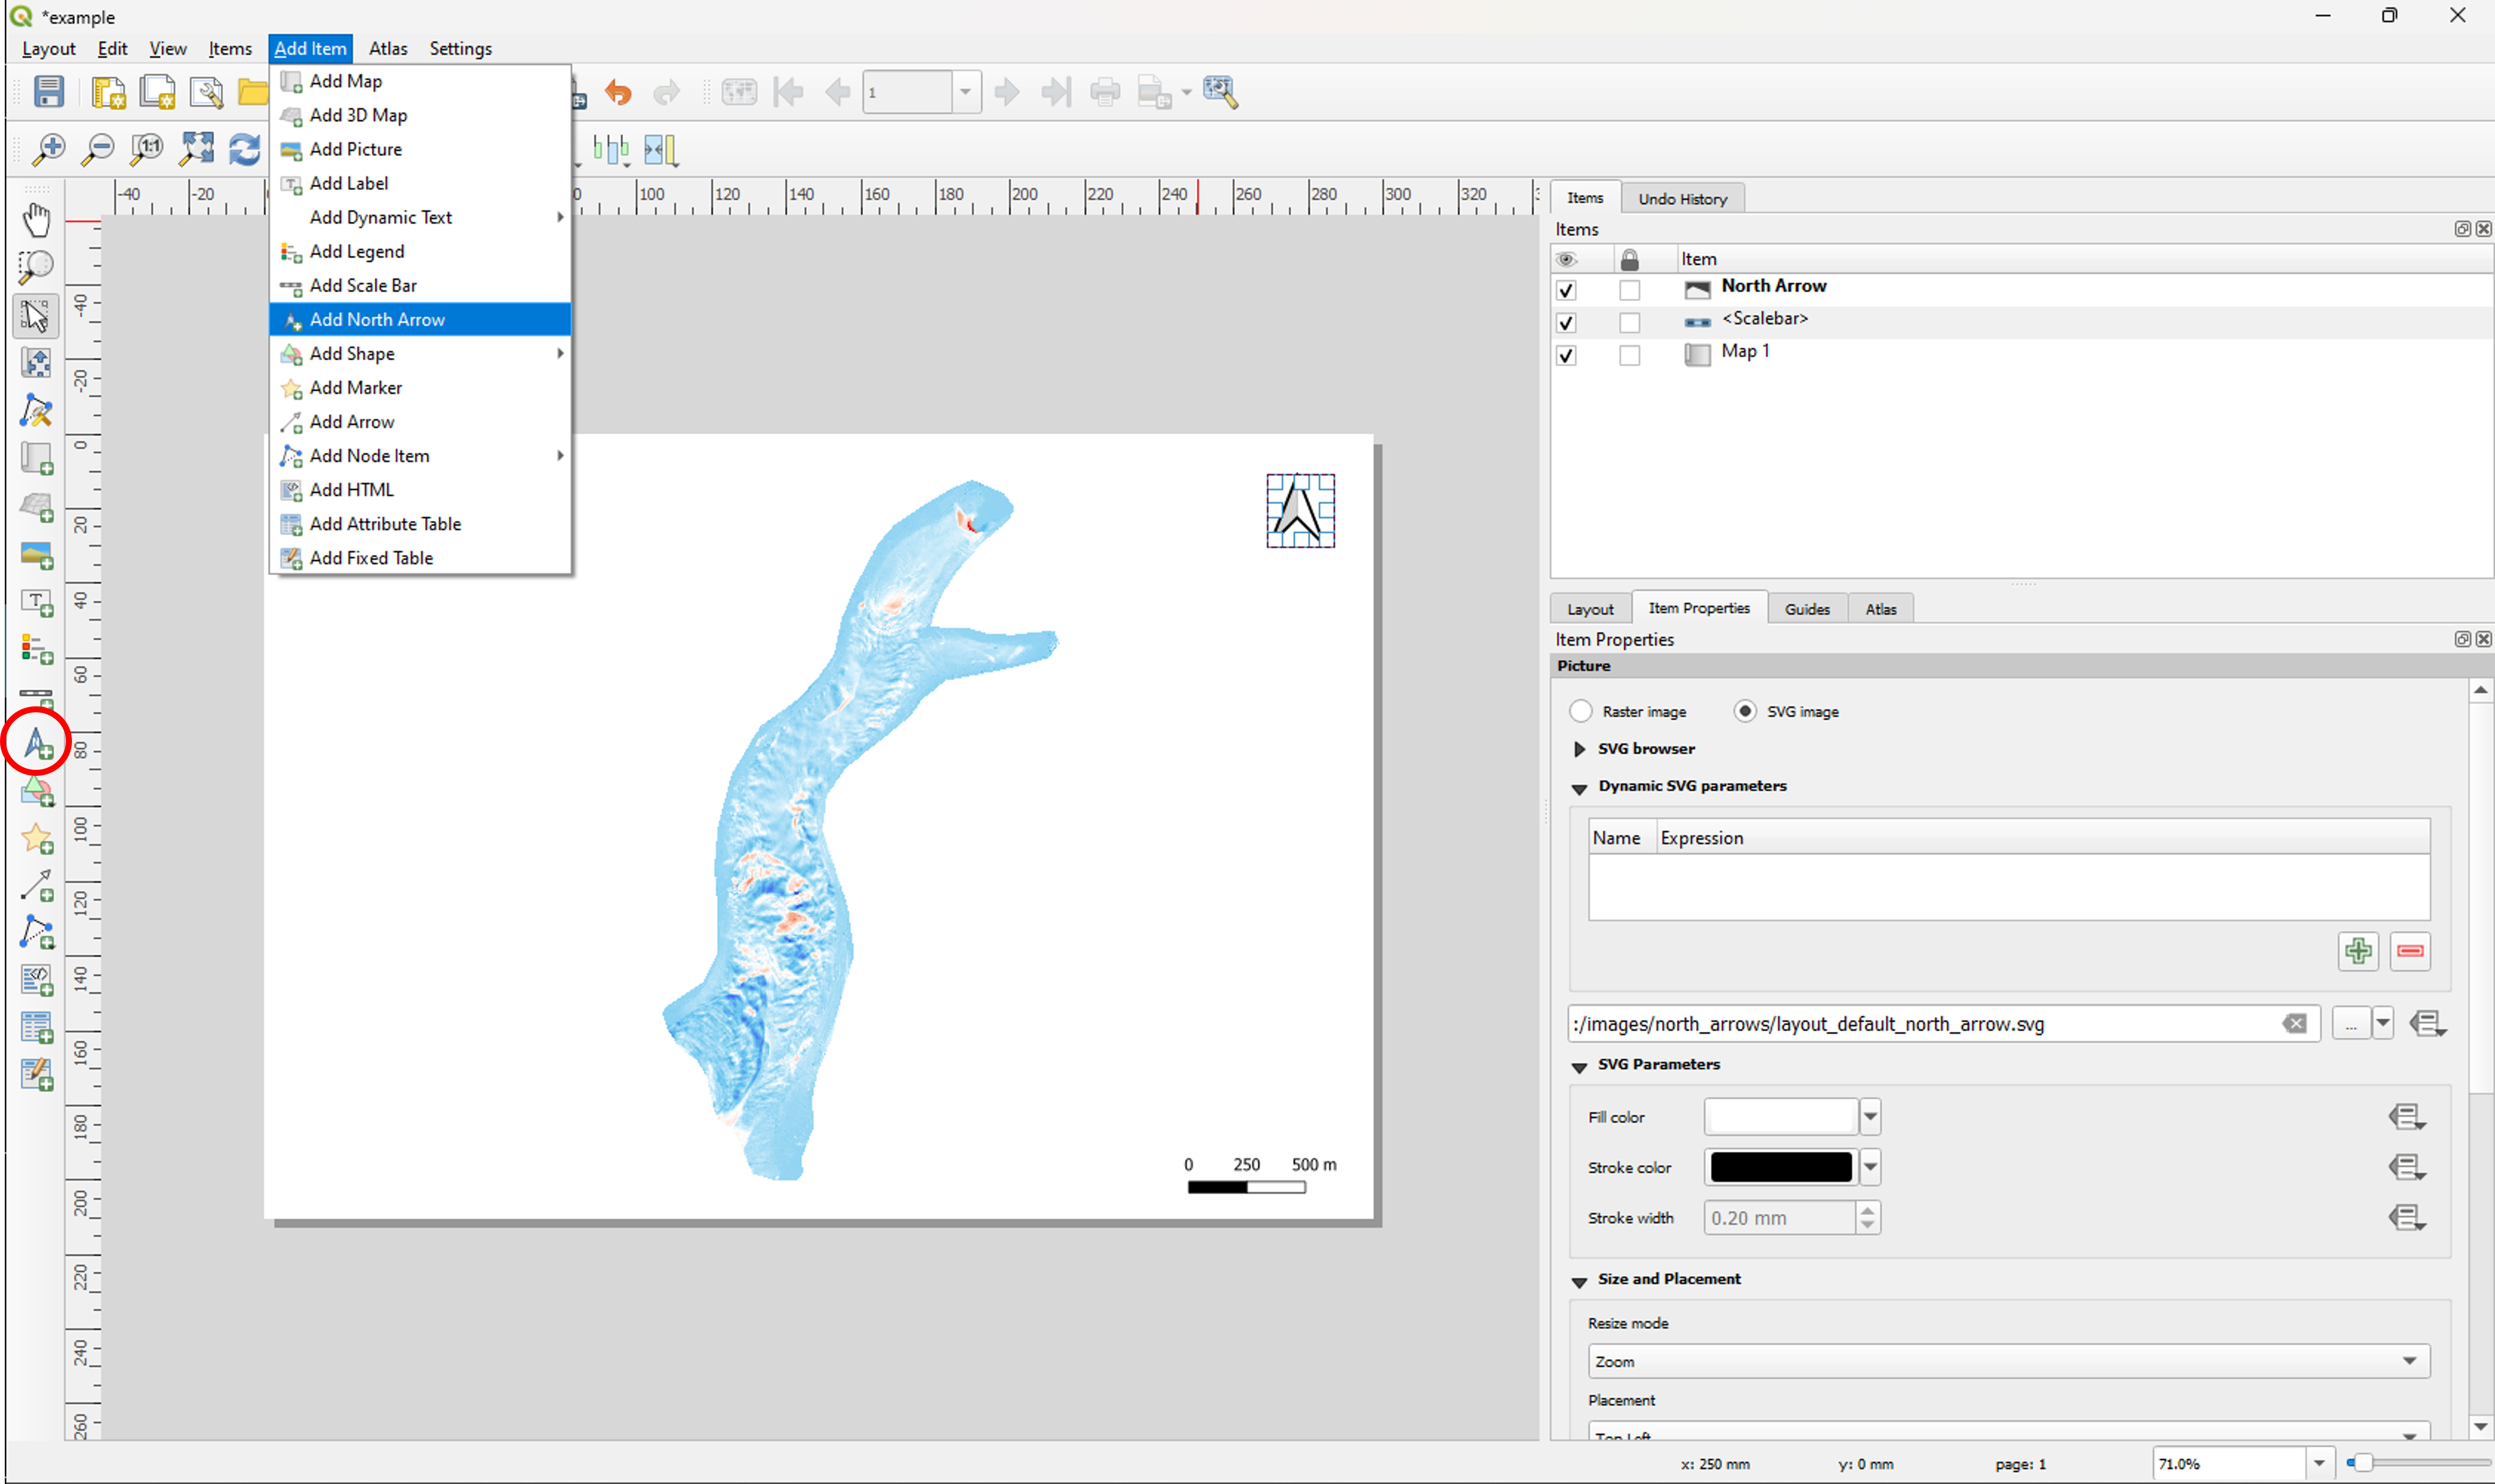 *example
Layout Edit View Items Add Item Atlas Settings
Add Map
Add 3D Map
Add Picture
Add Label
Add Dynamic Text
Add Legend
Add Scale Bar
Add North Arrow
Add Shape
Add Marker
Add Arrow
Add Node Item
Add HTML
Add Attribute Table
Add Fixed Table
1
1:1
-40 -20 0 100 120 140 160 180 200 220 240 260 280 300 320
-40
-20
0
20
40
60
80
100
120
140
160
180
200
220
240
260
0 250 500 m
Items Undo History
Items
Item
North Arrow
<Scalebar>
Map 1
Layout Item Properties Guides Atlas
Item Properties
Picture
Raster image SVG image
SVG browser
Dynamic SVG parameters
Name Expression
:/images/north_arrows/layout_default_north_arrow.svg ...
SVG Parameters
Fill color
Stroke color
Stroke width 0.20 mm
Size and Placement
Resize mode
Zoom
Placement
Top Left
x: 250 mm y: 0 mm page: 1 71.0%